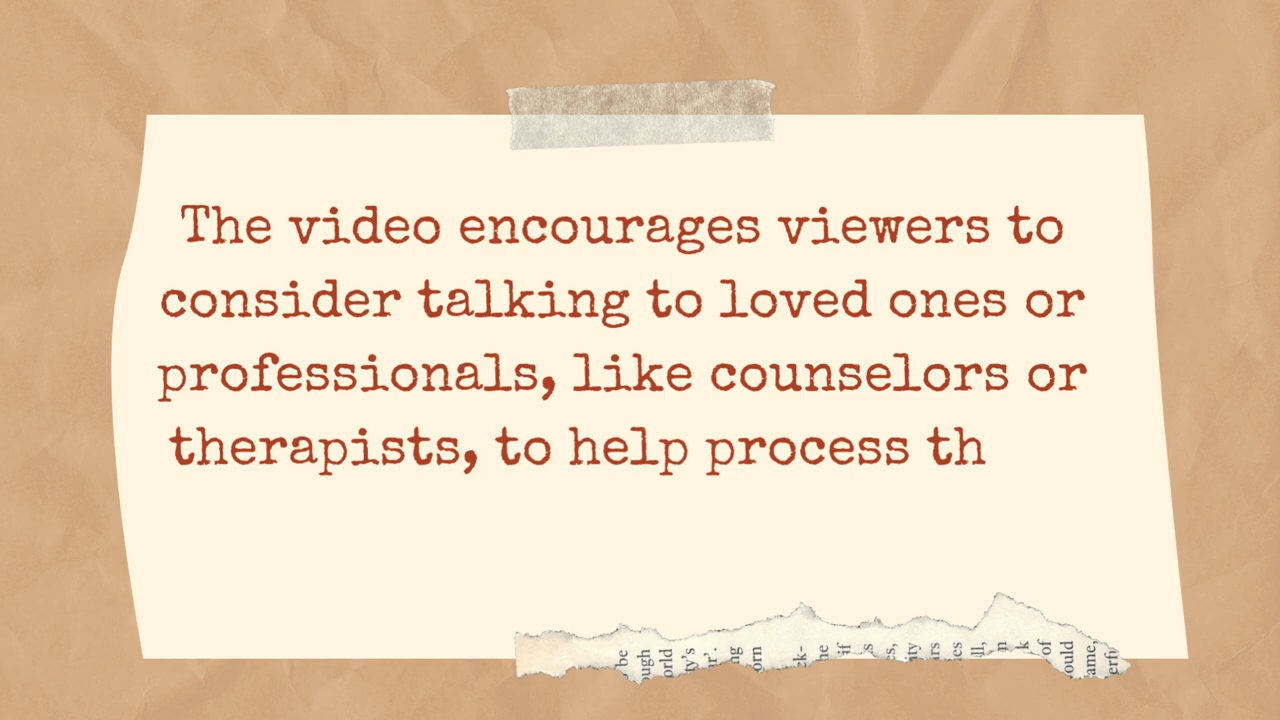 The video encourages viewers to
consider talking to loved ones or
professionals, like counselors or
therapists, to help process th